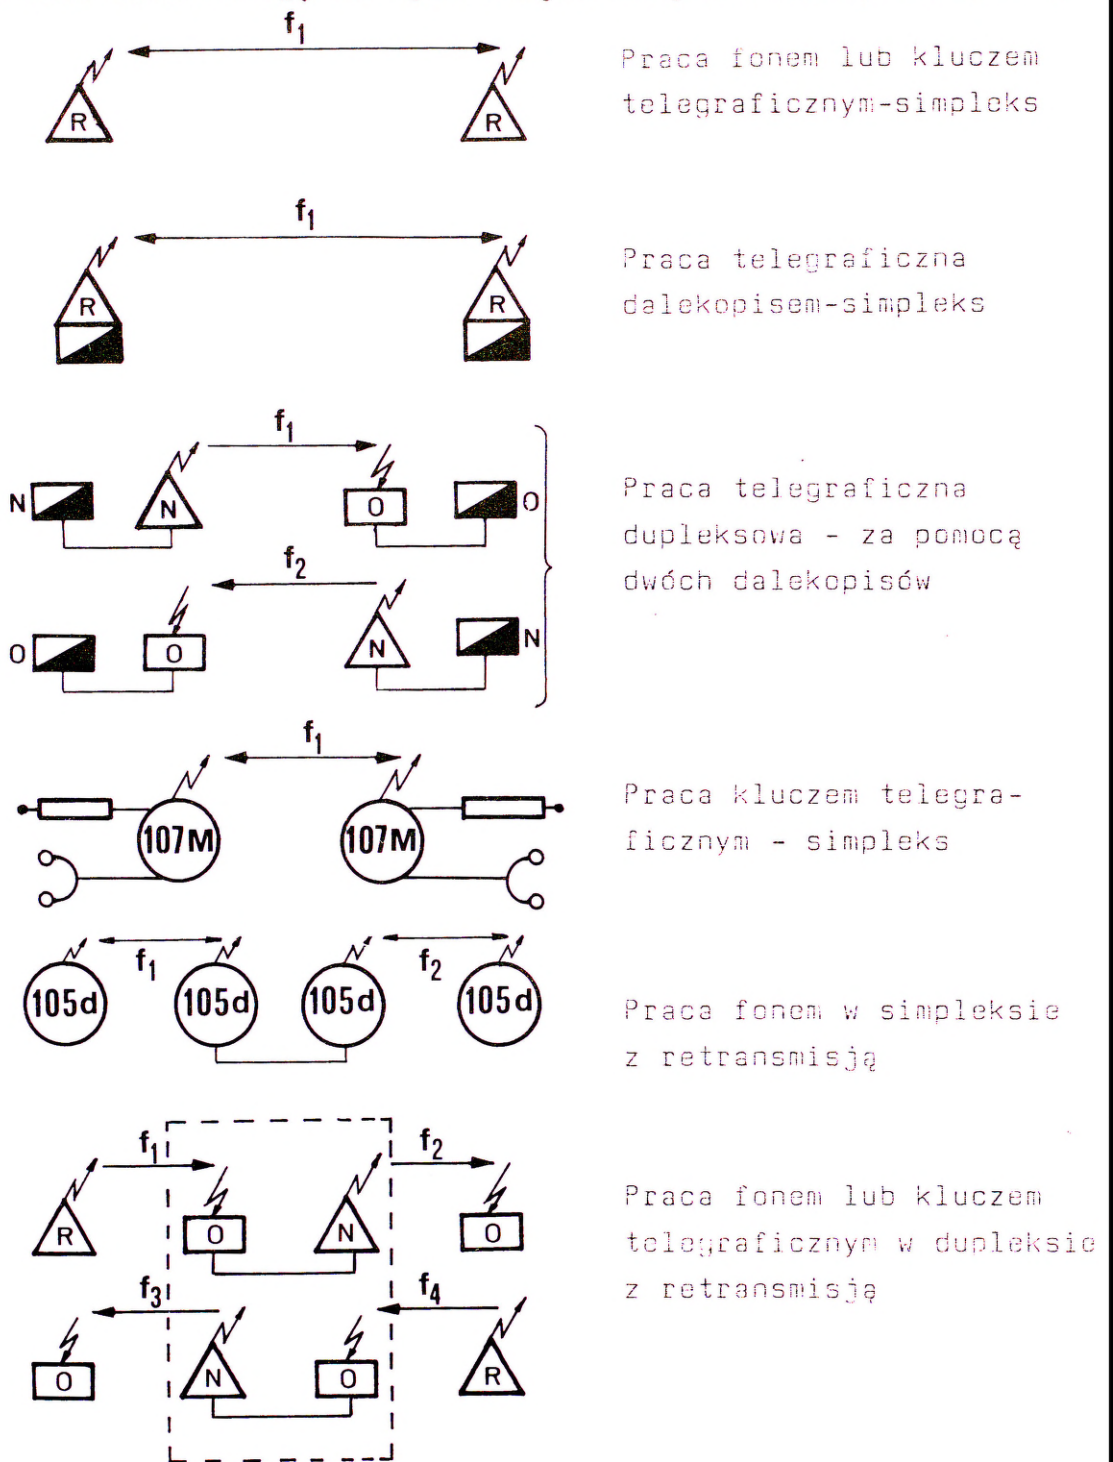 f₁
R R
Praca fonem lub kluczem
telegraficznym-simpleks
f₁
R R
Praca telegraficzna
dalekopisem-simpleks
f₁
N N O O
f₂
O O N N
Praca telegraficzna
dupleksowa - za pomocą
dwóch dalekopisów
f₁
107M 107M
Praca kluczem telegra-
ficznym - simpleks
f₁ f₂
105d 105d 105d 105d
Praca fonem w simpleksie
z retransmisją
f₁ f₂
R O N O
f₃ f₄
O N O R
Praca fonem lub kluczem
telegraficznym w dupleksie
z retransmisją